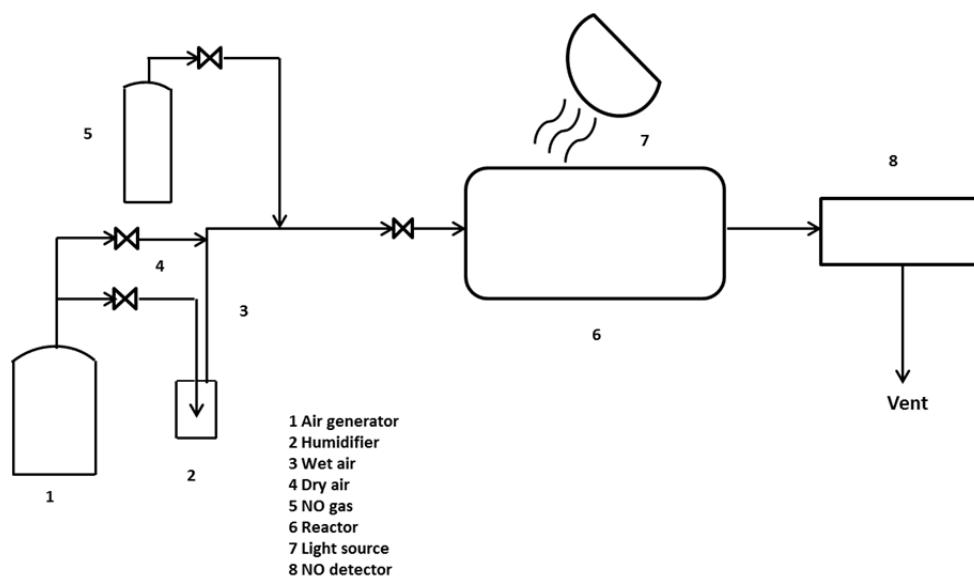 5
7
8
4
3
6
Vent
1
2
1 Air generator
2 Humidifier
3 Wet air
4 Dry air
5 NO gas
6 Reactor
7 Light source
8 NO detector